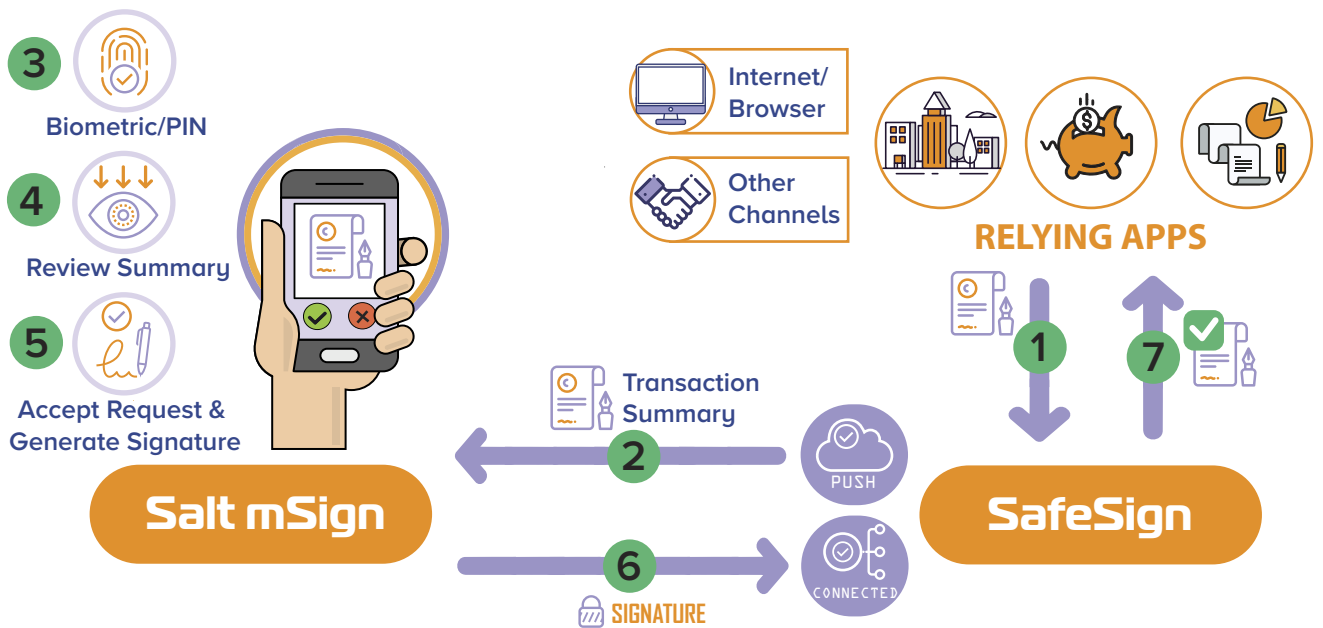 3
Biometric/PIN
4
Review Summary
5
Accept Request &
Generate Signature
Salt mSign
Internet/
Browser
Other
Channels
RELYING APPS
$
1
7
Transaction
Summary
2
PUSH
6
SIGNATURE
CONNECTED
SafeSign